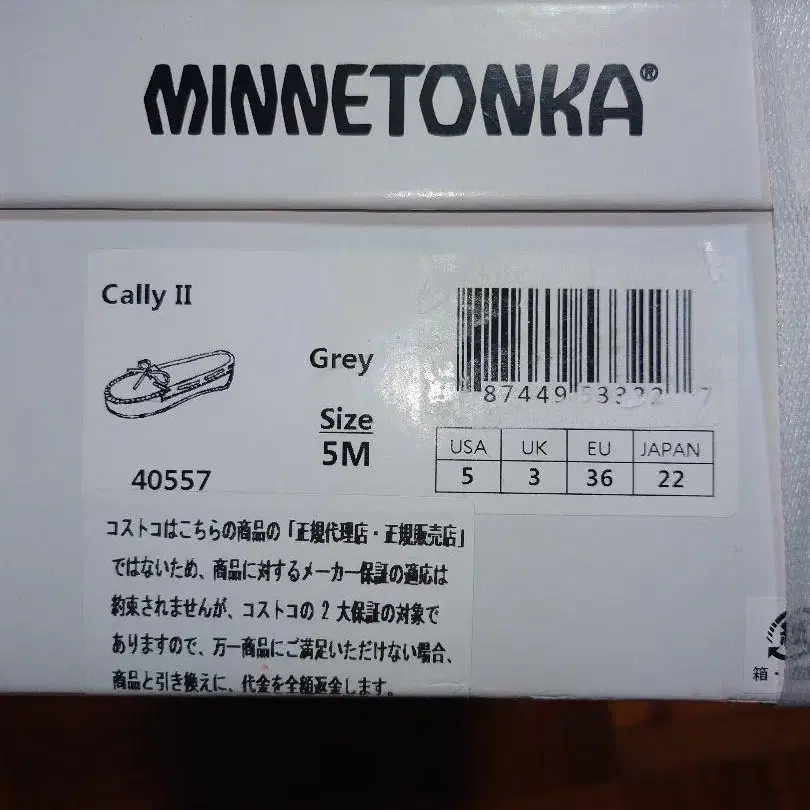 MINNETONKA®
Cally II
Grey
Size
5M
40557
87449
7
USA UK EU JAPAN
5 3 36 22
コストコはこちらの商品の「正規代理店・正規販売店」
ではないため、商品に対するメーカー保証の適応は
約束されませんが、コストコの 2 大保証の対象で
ありますので、万一商品にご満足いただけない場合、
商品と引き換えに、代金を全額返金します。
箱・